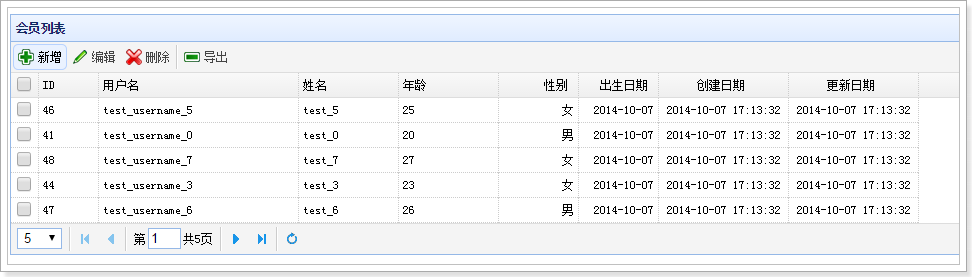 会员列表
新增 编辑 删除 导出
ID 用户名 姓名 年龄 性别 出生日期 创建日期 更新日期
46 test_username_5 test_5 25 女 2014-10-07 2014-10-07 17:13:32 2014-10-07 17:13:32
41 test_username_0 test_0 20 男 2014-10-07 2014-10-07 17:13:32 2014-10-07 17:13:32
48 test_username_7 test_7 27 女 2014-10-07 2014-10-07 17:13:32 2014-10-07 17:13:32
44 test_username_3 test_3 23 女 2014-10-07 2014-10-07 17:13:32 2014-10-07 17:13:32
47 test_username_6 test_6 26 男 2014-10-07 2014-10-07 17:13:32 2014-10-07 17:13:32
5 第 1 共5页